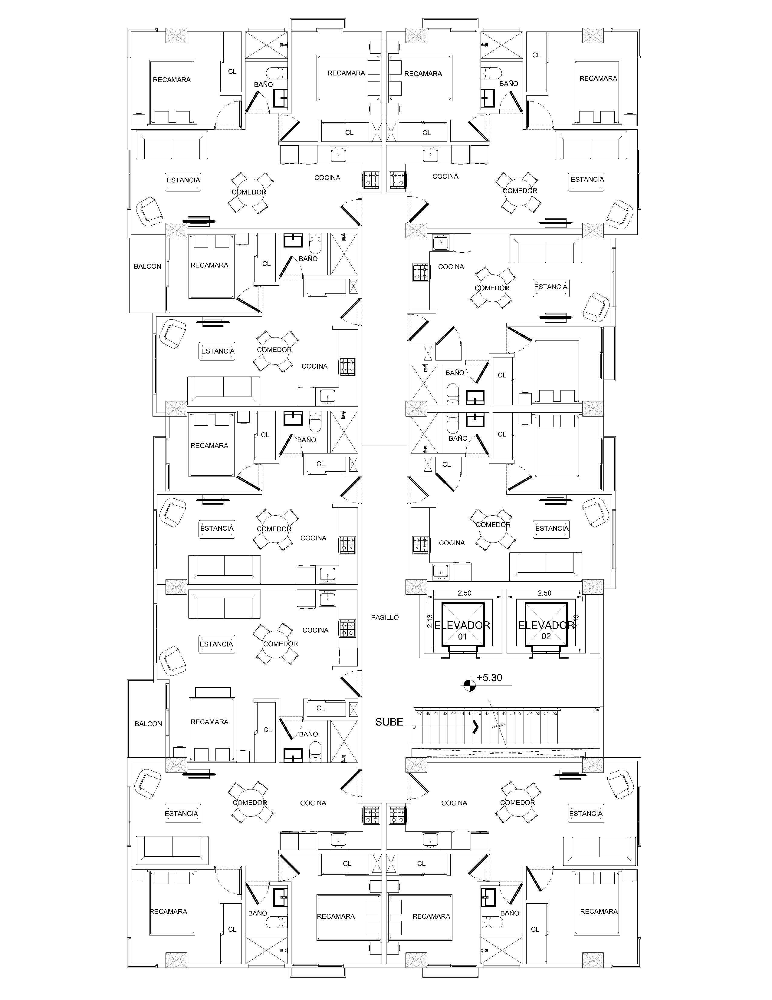 CL
CL
RECAMARA
RECAMARA
RECAMARA
RECAMARA
BAÑO
BAÑO
CL
CL
ESTANCIA
COCINA
COCINA
ESTANCIA
COMEDOR
COMEDOR
BALCON
RECAMARA
CL
BAÑO
COCINA
COMEDOR
ESTANCIA
ESTANCIA
COMEDOR
COCINA
BAÑO
CL
RECAMARA
CL
BAÑO
BAÑO
CL
CL
CL
ESTANCIA
COMEDOR
COCINA
COCINA
COMEDOR
ESTANCIA
2.50
2.50
PASILLO
2.13
ELEVADOR
01
ELEVADOR
02
2.13
ESTANCIA
COMEDOR
COCINA
+5.30
BALCON
RECAMARA
CL
CL
BAÑO
SUBE
39 40 41 42 43 44 45 46 47 48 49 50 51 52 53 54 55 56
ESTANCIA
COMEDOR
COCINA
COCINA
COMEDOR
ESTANCIA
CL
CL
RECAMARA
BAÑO
RECAMARA
RECAMARA
BAÑO
RECAMARA
CL
CL